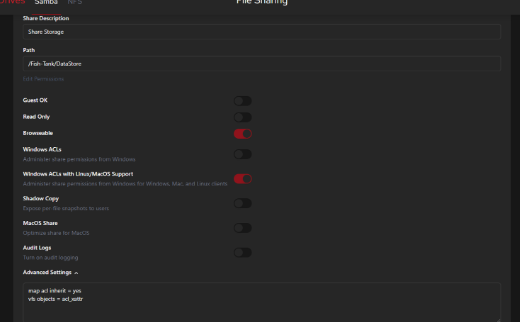 Samba NFS File Sharing
Share Description
Share Storage
Path
/Fish-Tank/DataStore
Edit Permissions
Guest OK
Read Only
Browseable
Windows ACLs
Administer share permissions from Windows
Windows ACLs with Linux/MacOS Support
Administer share permissions from Windows for Windows, Mac, and Linux clients
Shadow Copy
Expose per-file snapshots to users
MacOS Share
Optimize share for MacOS
Audit Logs
Turn on audit logging
Advanced Settings
map acl inherit = yes
vfs objects = acl_xattr